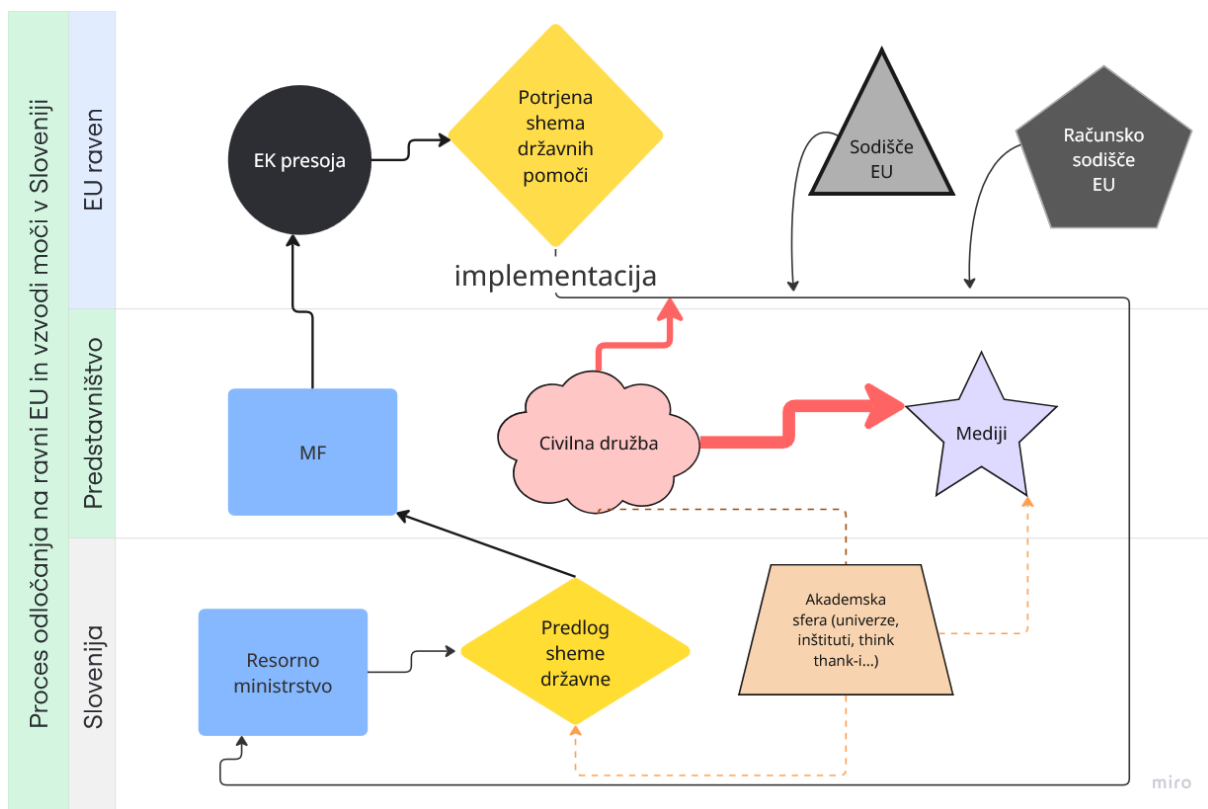 Proces odločanja na ravni EU in vzvodi moči v Sloveniji
EU raven
EK presoja
Potrjena
shema
državnih
pomoči
Sodišče
EU
Računsko
sodišče
EU
implementacija
Predstavništvo
MF
Civilna družba
Mediji
Slovenija
Resorno
ministrstvo
Predlog
sheme
državne
Akademska
sfera (univerze,
inštituti, think
thank-i...)
miro